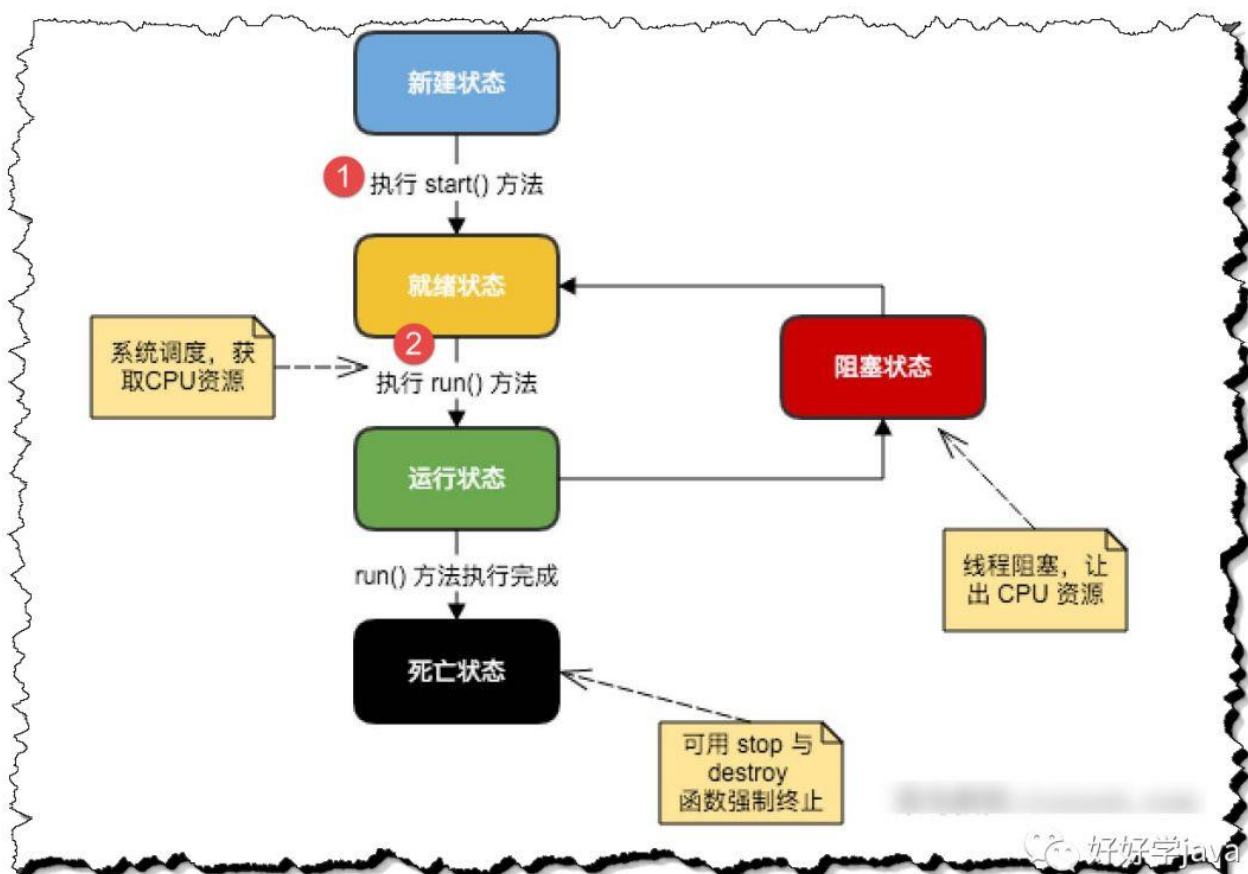 新建状态
1
执行 start() 方法
就绪状态
2
系统调度，获
取CPU资源
执行 run() 方法
阻塞状态
运行状态
线程阻塞，让
出 CPU 资源
run() 方法执行完成
死亡状态
可用 stop 与
destroy
函数强制终止
好好学java